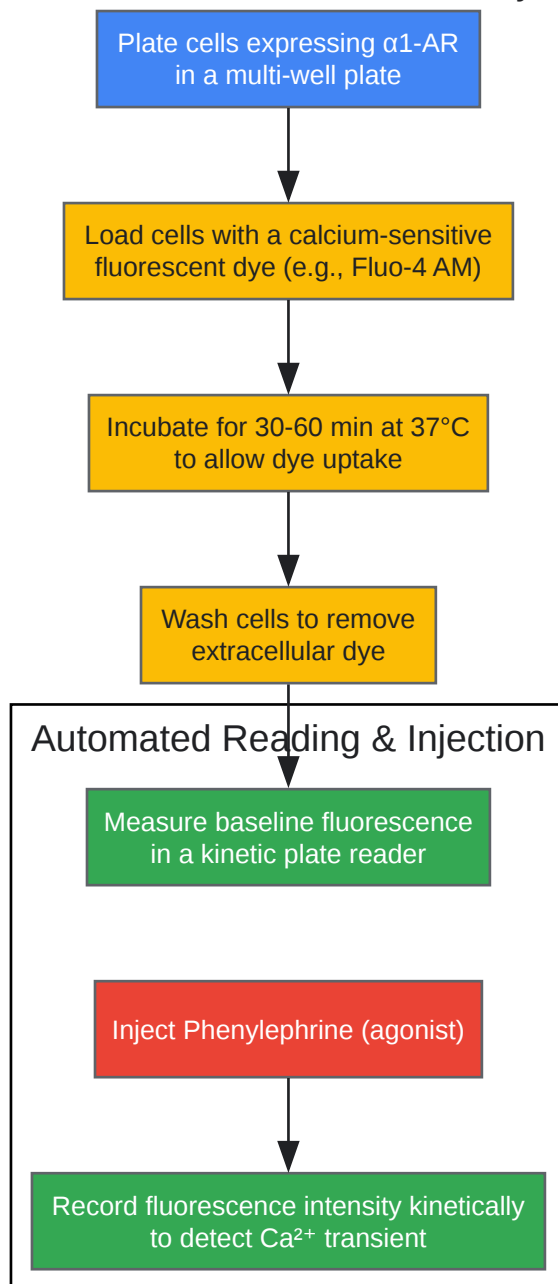 Plate cells expressing α1-AR
in a multi-well plate
Load cells with a calcium-sensitive
fluorescent dye (e.g., Fluo-4 AM)
Incubate for 30-60 min at 37°C
to allow dye uptake
Wash cells to remove
extracellular dye
Automated Reading & Injection
Measure baseline fluorescence
in a kinetic plate reader
Inject Phenylephrine (agonist)
Record fluorescence intensity kinetically
to detect Ca²⁺ transient